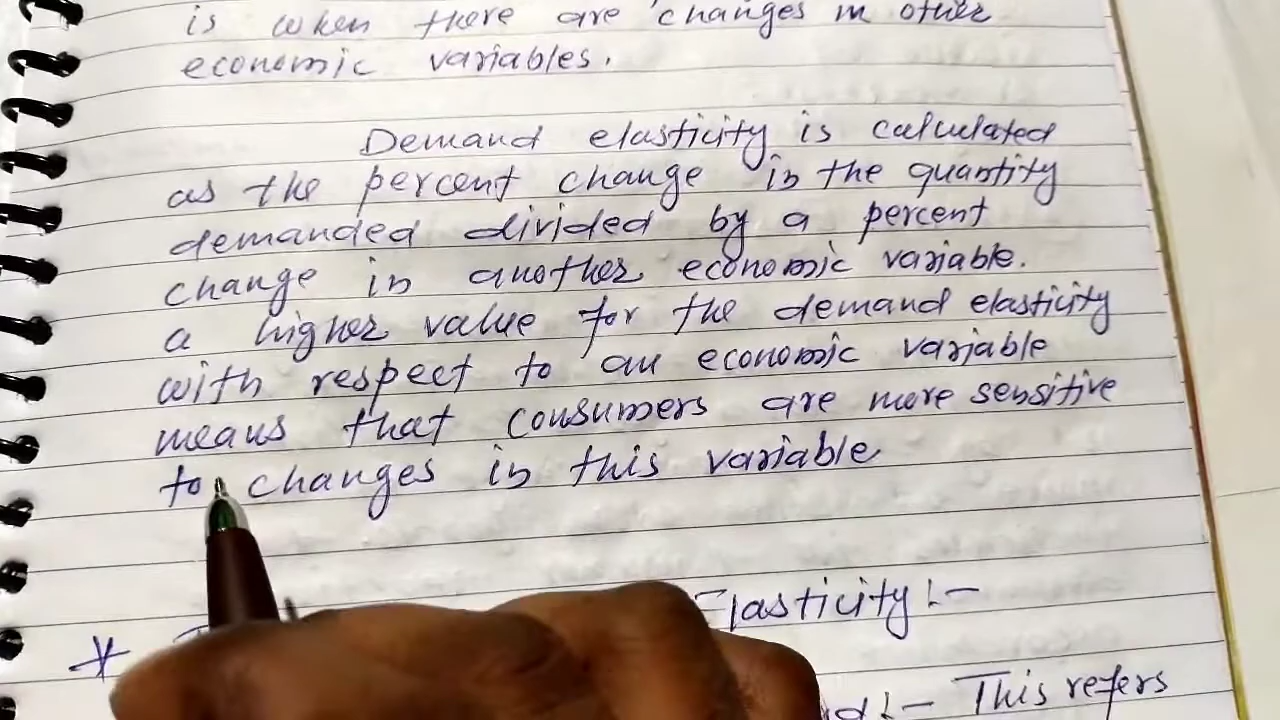 is when there are changes in other
economic variables.
Demand elasticity is calculated
as the percent change in the quantity
demanded divided by a percent
change in another economic variable.
a higher value for the demand elasticity
with respect to an economic variable
means that consumers are more sensitive
to changes in this variable
Elasticity :-
:- This refers